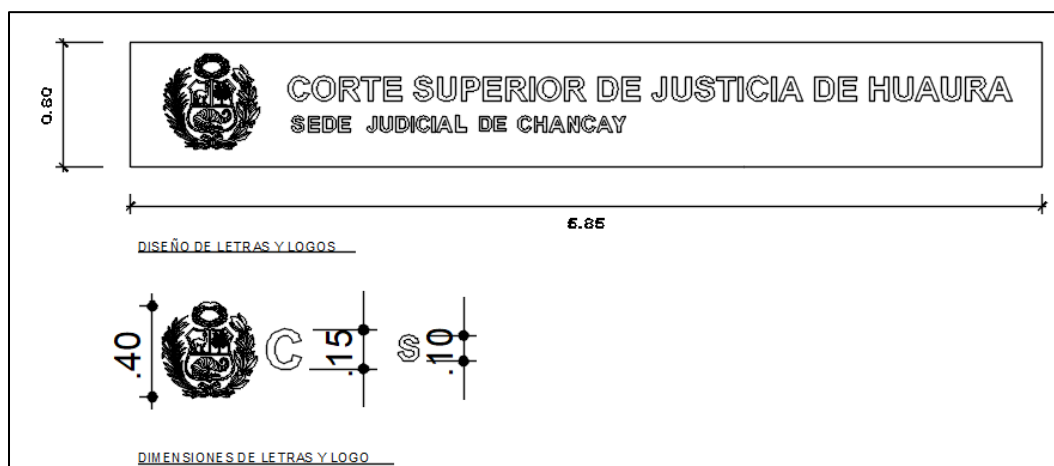 CORTE SUPERIOR DE JUSTICIA DE HUAURA
SEDE JUDICIAL DE CHANCAY
0.80
5.85
DISEÑO DE LETRAS Y LOGOS
.40
C
.15
S
.10
DIMENSIONES DE LETRAS Y LOGO